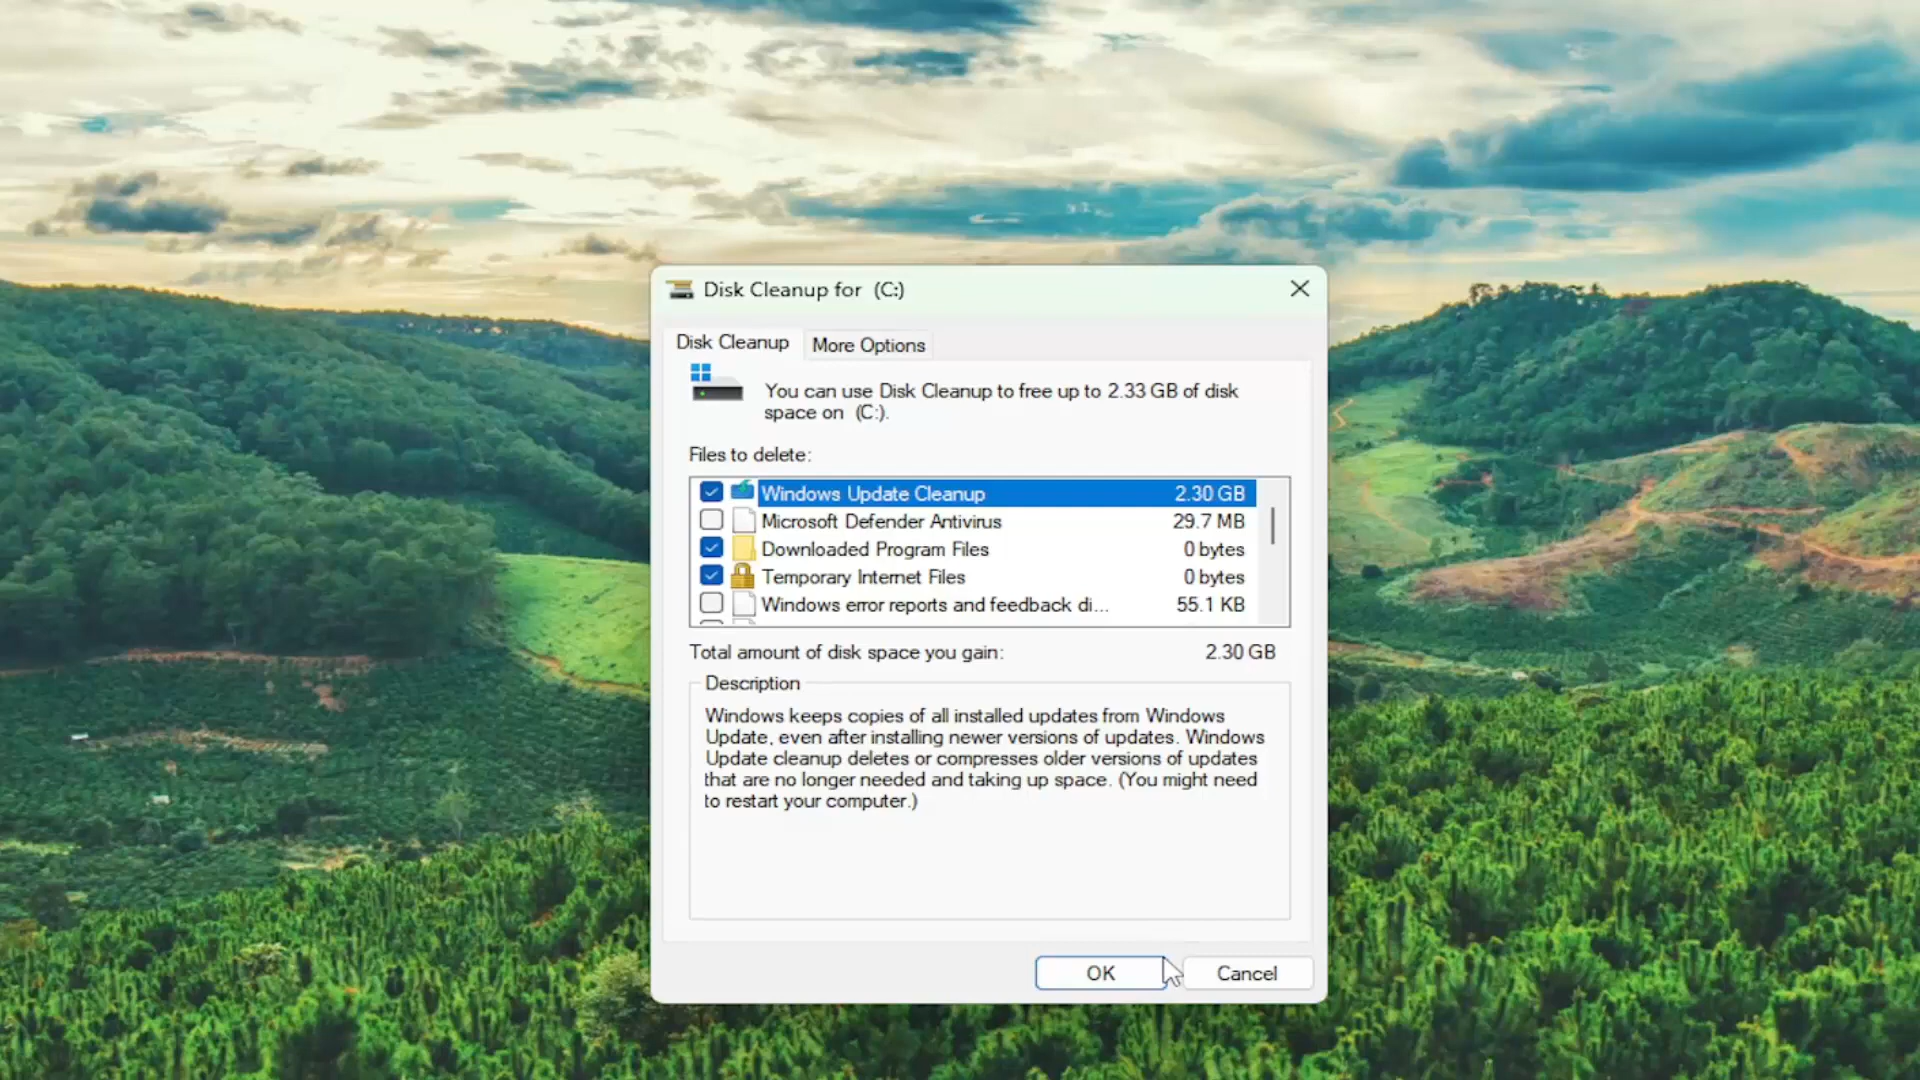 Disk Cleanup for  (C:)
Disk Cleanup
More Options
You can use Disk Cleanup to free up to 2.33 GB of disk
space on  (C:).
Files to delete:
Windows Update Cleanup 2.30 GB
Microsoft Defender Antivirus 29.7 MB
Downloaded Program Files 0 bytes
Temporary Internet Files 0 bytes
Windows error reports and feedback di... 55.1 KB
Total amount of disk space you gain: 2.30 GB
Description
Windows keeps copies of all installed updates from Windows
Update, even after installing newer versions of updates. Windows
Update cleanup deletes or compresses older versions of updates
that are no longer needed and taking up space. (You might need
to restart your computer.)
OK
Cancel